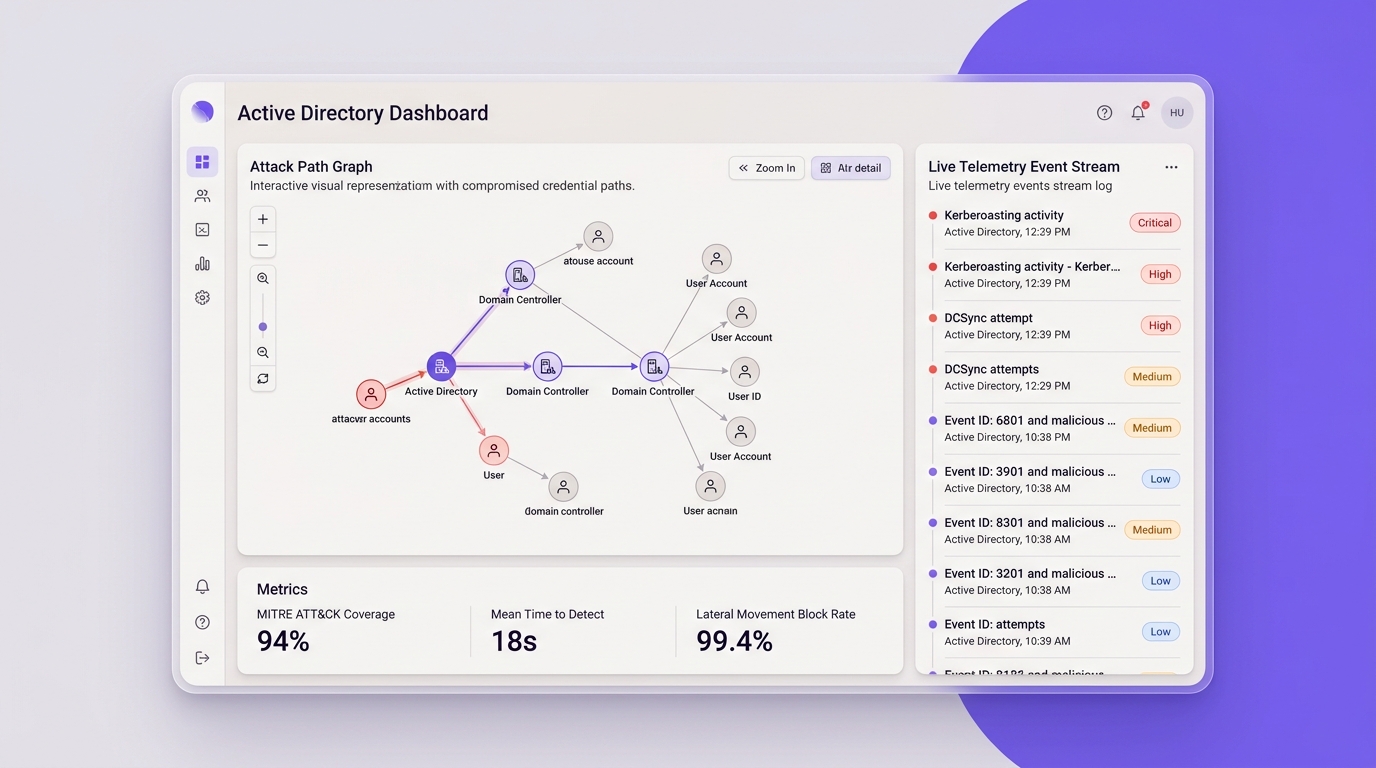 Active Directory Dashboard
HU
Attack Path Graph
Interactive visual representatiom with compromised credential paths.
Zoom In
detail
atouse account
Domain Controller
User Account
User Account
Active Directory
Domain Controller
Domain Controller
User ID
accounts
User Account
User
domain controller
User
Metrics
MITRE ATT&CK Coverage
94%
Mean Time to Detect
18s
Lateral Movement Block Rate
99.4%
Live Telemetry Event Stream
Live telemetry events stream log
Kerberoasting activity
Active Directory, 12:29 PM
Critical
Kerberoasting activity - Kerber...
Active Directory, 12:39 PM
High
DCSync attempt
Active Directory, 12:39 PM
High
DCSync attempts
Active Directory, 12:29 PM
Medium
Event ID: 6801 and malicious ...
Active Directory, 10:38 PM
Medium
Event ID: 3901 and malicious ...
Active Directory, 10:38 AM
Low
Event ID: 8301 and malicious ...
Active Directory, 10:38 AM
Medium
Event ID: 3201 and malicious ...
Active Directory, 10:38 AM
Low
Event ID: attempts
Active Directory, 10:39 AM
Low